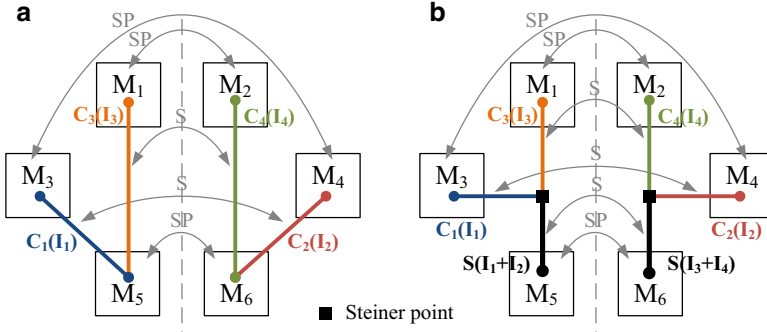 a
b
SP
SP
SP
SP
M1
M2
M1
M2
C3(I3)
S
C4(I4)
C3(I3)
S
C4(I4)
M3
M4
M3
M4
S
S
C1(I1)
C2(I2)
C1(I1)
C2(I2)
SP
S
SP
S(I1+I2)
S(I3+I4)
M5
M6
M5
M6
Steiner point